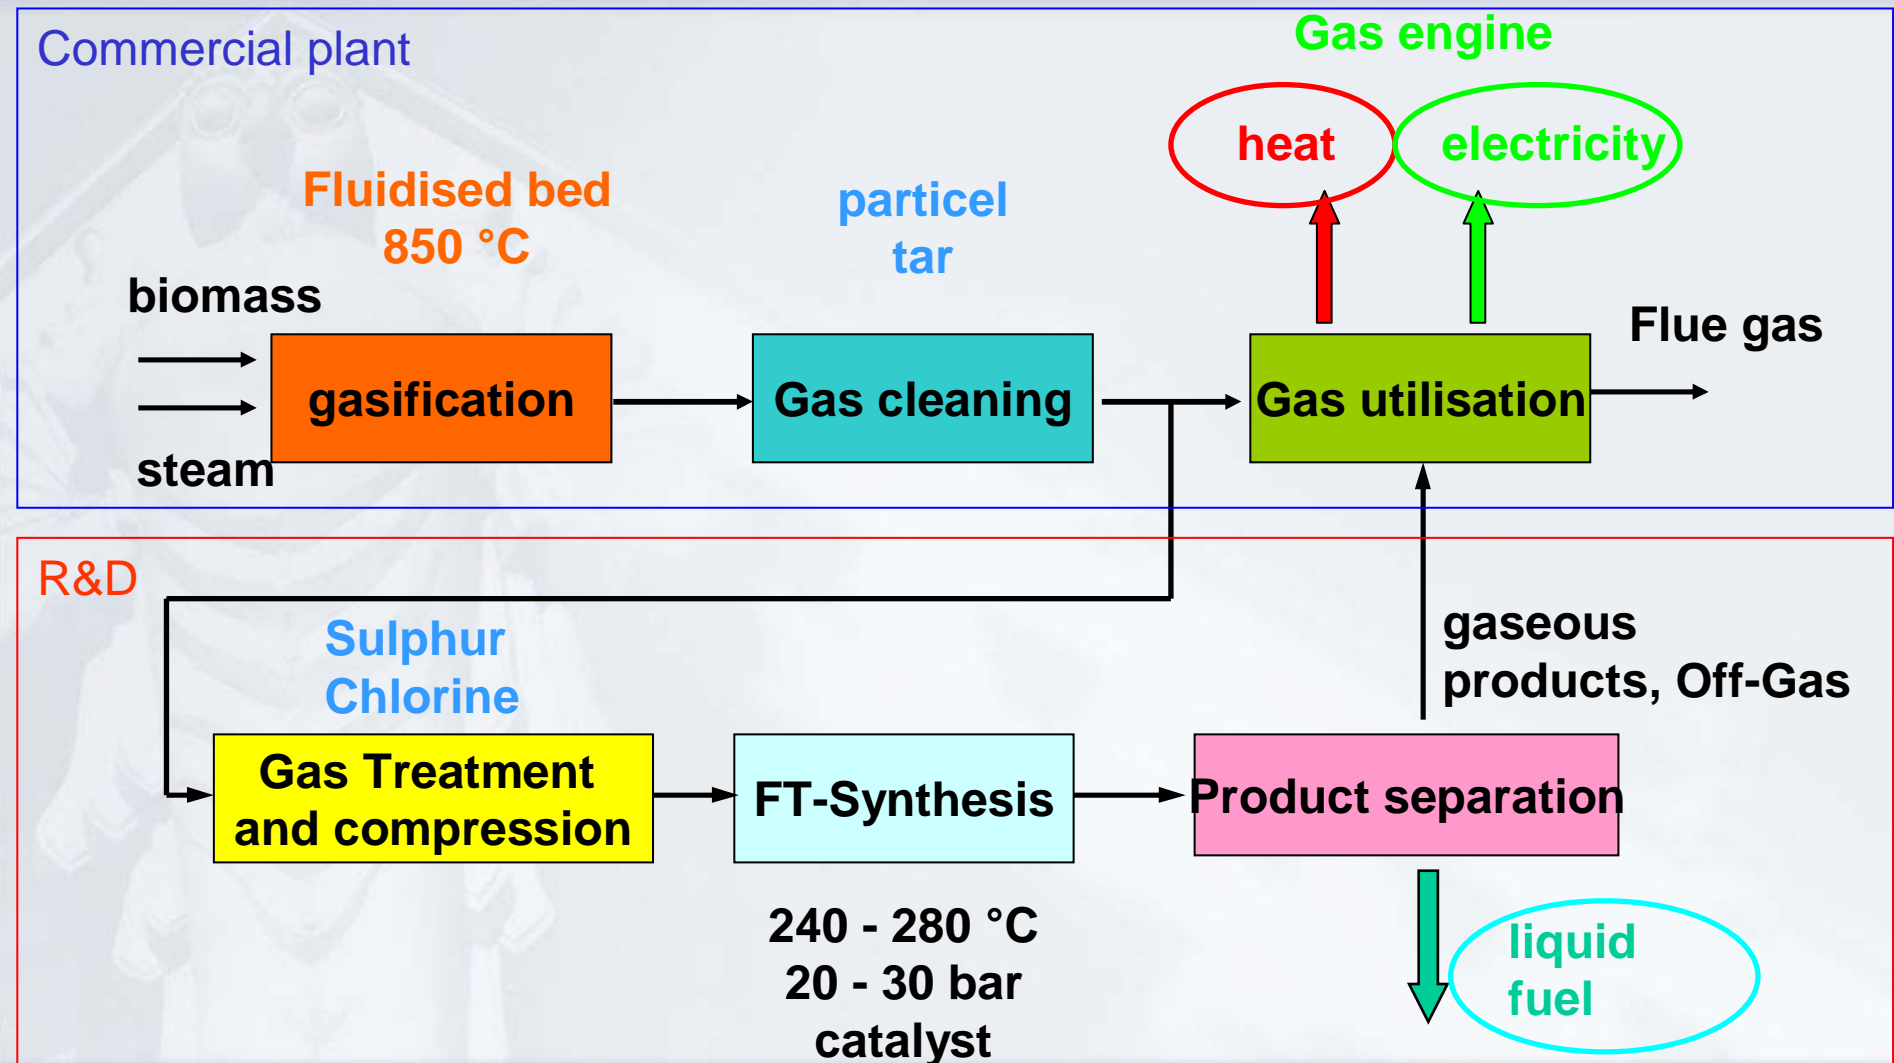 Commercial plant
Gas engine
heat
electricity
Fluidised bed
850 °C
particel
tar
biomass
steam
gasification
Gas cleaning
Gas utilisation
Flue gas
R&D
Sulphur
Chlorine
gaseous
products, Off-Gas
Gas Treatment
and compression
FT-Synthesis
Product separation
240 - 280 °C
20 - 30 bar
catalyst
liquid
fuel